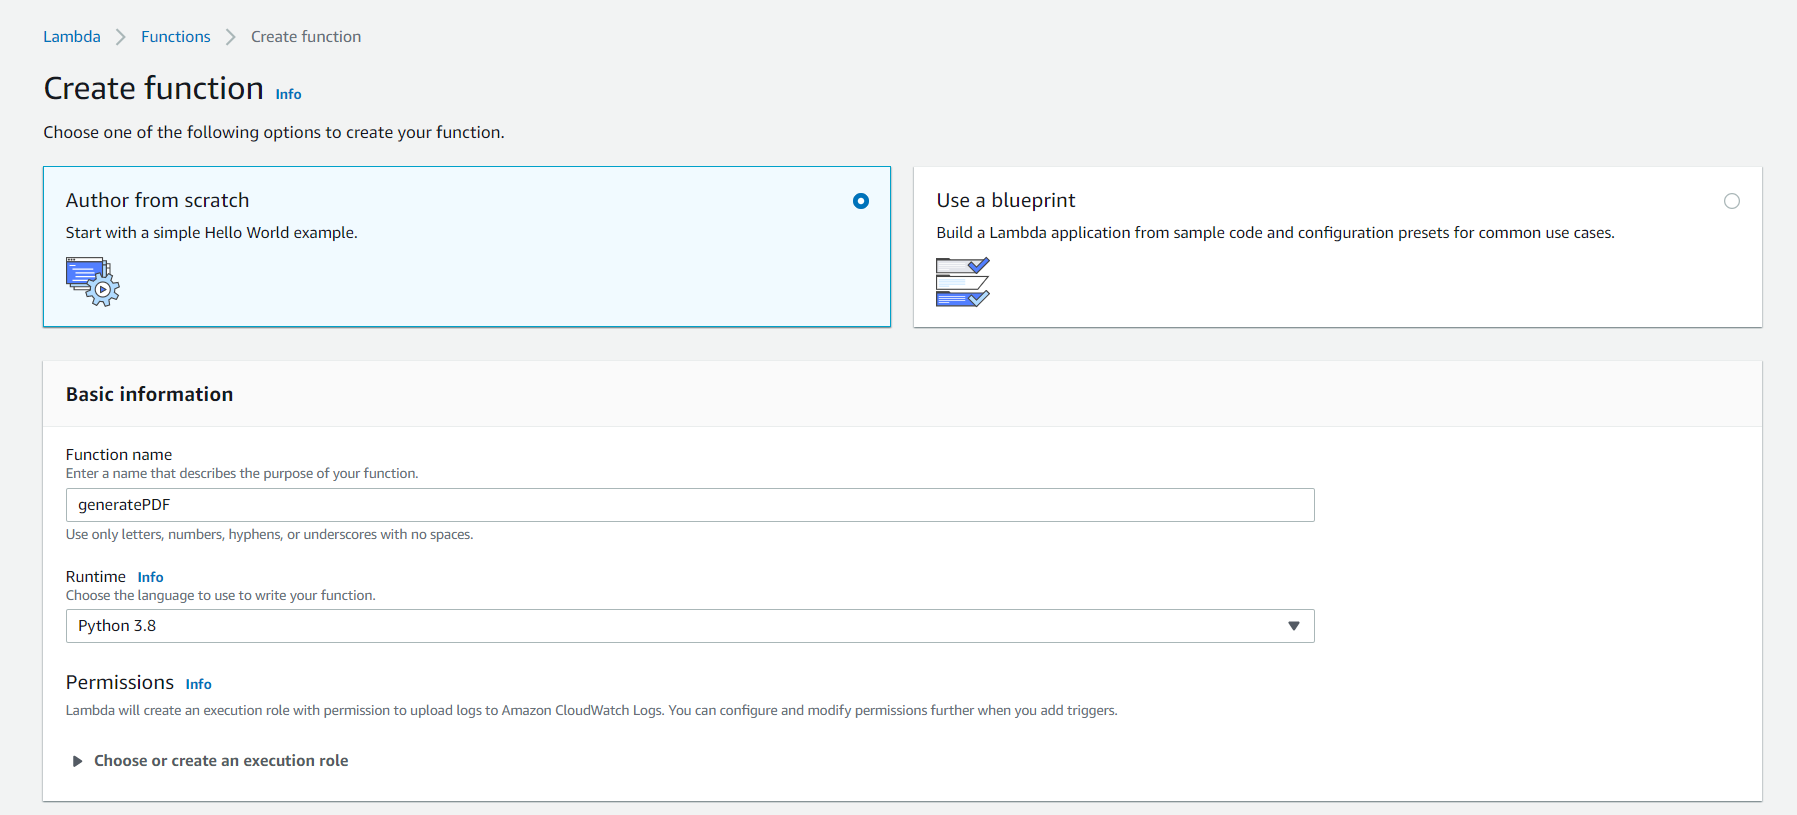 Lambda > Functions > Create function
Create function Info
Choose one of the following options to create your function.
Author from scratch
Start with a simple Hello World example.
Use a blueprint
Build a Lambda application from sample code and configuration presets for common use cases.
Basic information
Function name
Enter a name that describes the purpose of your function.
generatePDF
Use only letters, numbers, hyphens, or underscores with no spaces.
Runtime Info
Choose the language to use to write your function.
Python 3.8
Permissions Info
Lambda will create an execution role with permission to upload logs to Amazon CloudWatch Logs. You can configure and modify permissions further when you add triggers.
Choose or create an execution role